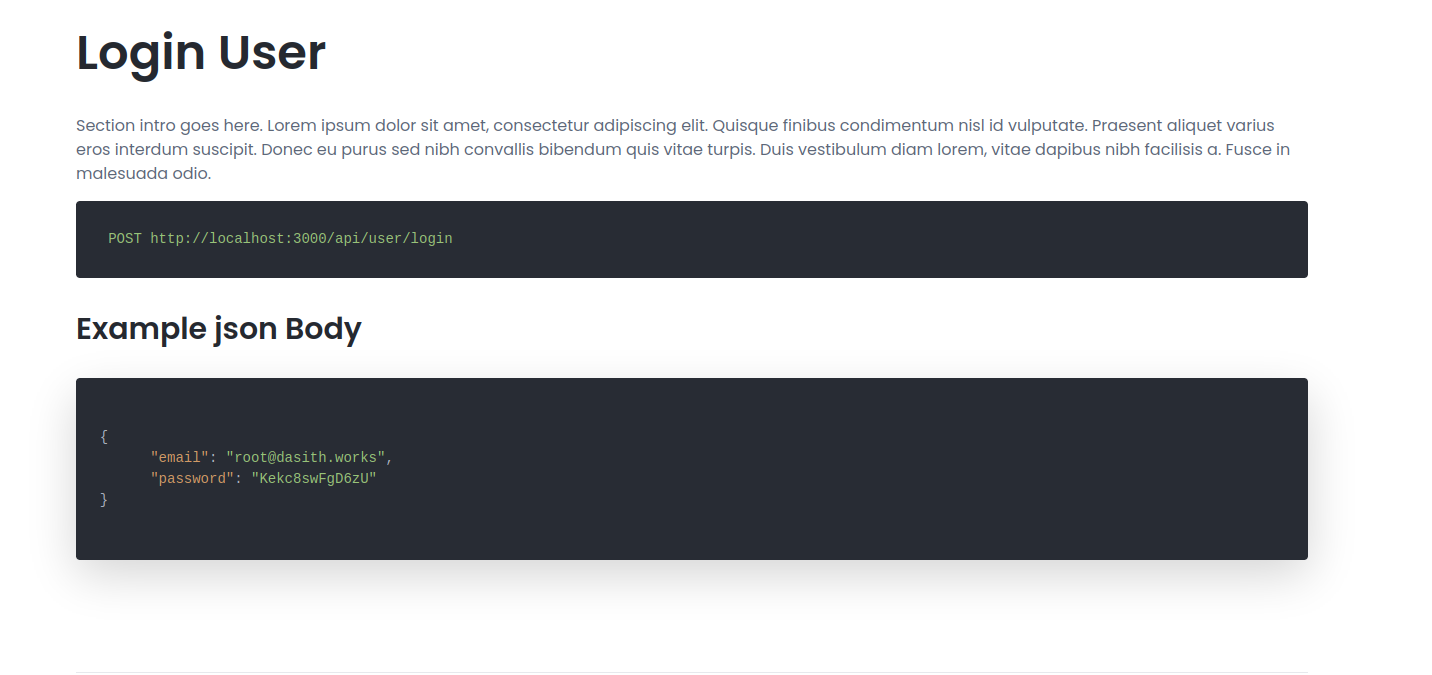 Login User
Section intro goes here. Lorem ipsum dolor sit amet, consectetur adipiscing elit. Quisque finibus condimentum nisl id vulputate. Praesent aliquet varius
eros interdum suscipit. Donec eu purus sed nibh convallis bibendum quis vitae turpis. Duis vestibulum diam lorem, vitae dapibus nibh facilisis a. Fusce in
malesuada odio.
POST http://localhost:3000/api/user/login
Example json Body
{
"email": "root@dasith.works",
"password": "Kekc8swFgD6zU"
}